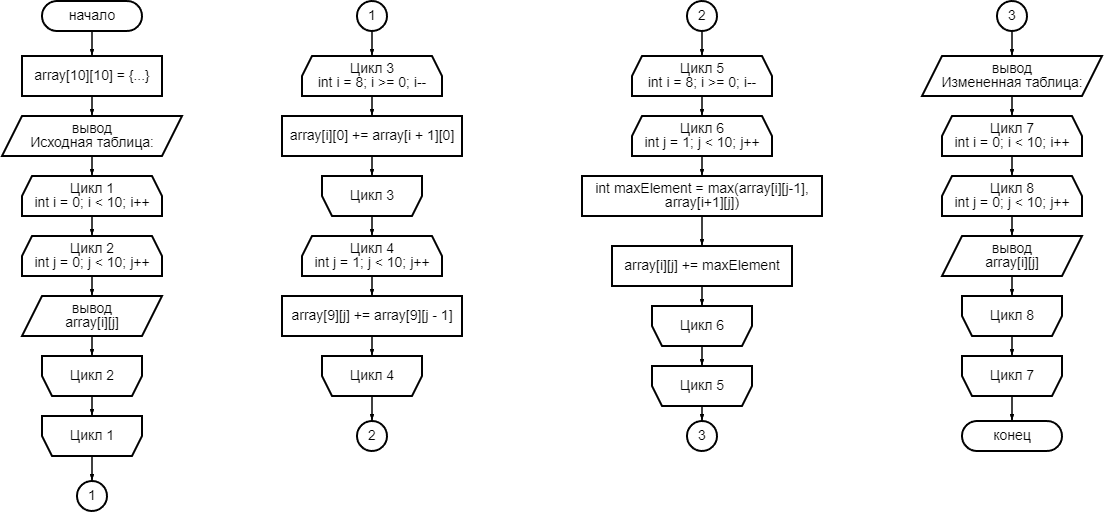 начало
array[10][10] = {...}
вывод
Исходная таблица:
Цикл 1
int i = 0; i < 10; i++
Цикл 2
int j = 0; j < 10; j++
вывод
array[i][j]
Цикл 2
Цикл 1
1
1
Цикл 3
int i = 8; i >= 0; i--
array[i][0] += array[i + 1][0]
Цикл 3
Цикл 4
int j = 1; j < 10; j++
array[9][j] += array[9][j - 1]
Цикл 4
2
2
Цикл 5
int i = 8; i >= 0; i--
Цикл 6
int j = 1; j < 10; j++
int maxElement = max(array[i][j-1],
array[i+1][j])
array[i][j] += maxElement
Цикл 6
Цикл 5
3
3
вывод
Измененная таблица:
Цикл 7
int i = 0; i < 10; i++
Цикл 8
int j = 0; j < 10; j++
вывод
array[i][j]
Цикл 8
Цикл 7
конец